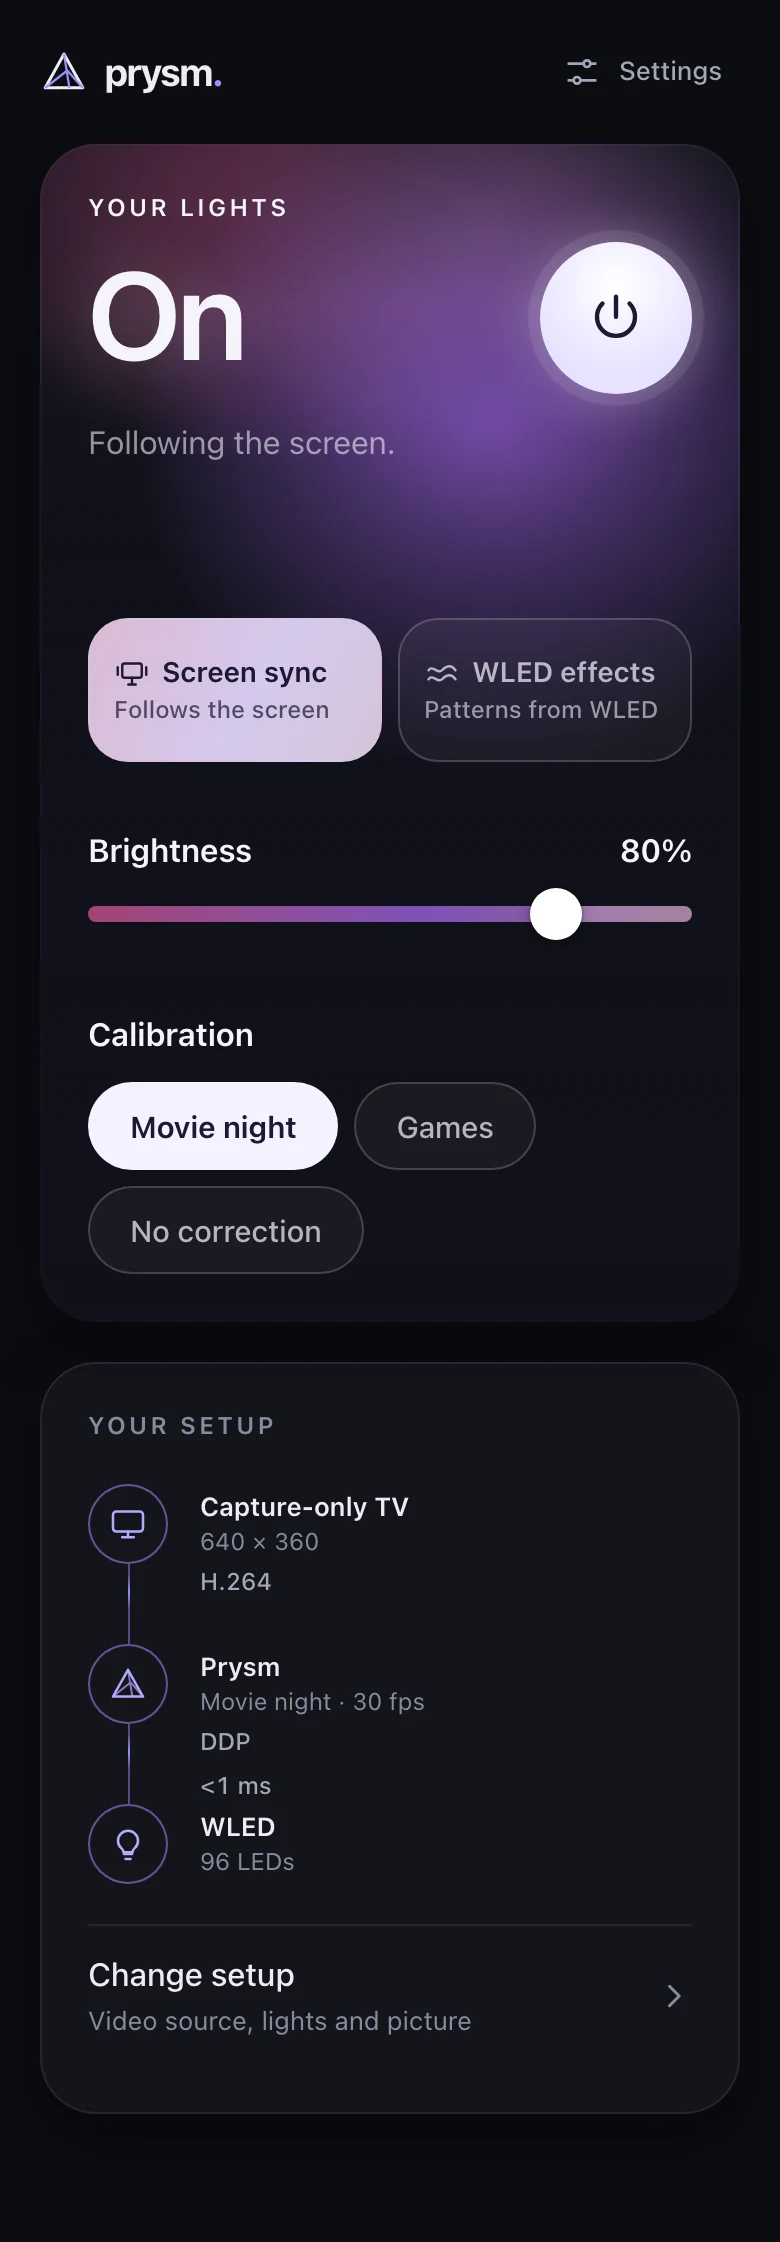 prysm.
Settings
YOUR LIGHTS
On
Following the screen.
Screen sync
Follows the screen
WLED effects
Patterns from WLED
Brightness
80%
Calibration
Movie night
Games
No correction
YOUR SETUP
Capture-only TV
640 × 360
H.264
Prysm
Movie night · 30 fps
DDP
<1 ms
WLED
96 LEDs
Change setup
Video source, lights and picture